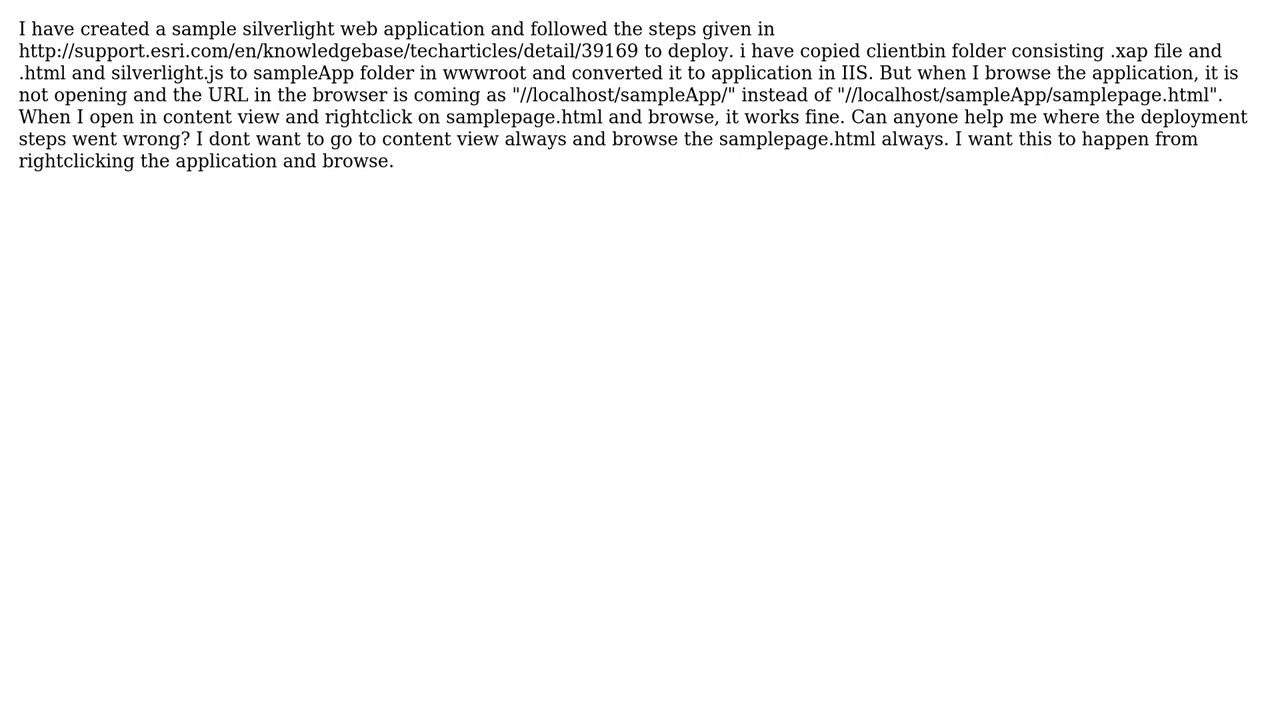 I have created a sample silverlight web application and followed the steps given in
http://support.esri.com/en/knowledgebase/techarticles/detail/39169 to deploy. i have copied clientbin folder consisting .xap file and
.html and silverlight.js to sampleApp folder in wwwroot and converted it to application in IIS. But when I browse the application, it is
not opening and the URL in the browser is coming as "//localhost/sampleApp/" instead of "//localhost/sampleApp/samplepage.html".
When I open in content view and rightclick on samplepage.html and browse, it works fine. Can anyone help me where the deployment
steps went wrong? I dont want to go to content view always and browse the samplepage.html always. I want this to happen from
rightclicking the application and browse.